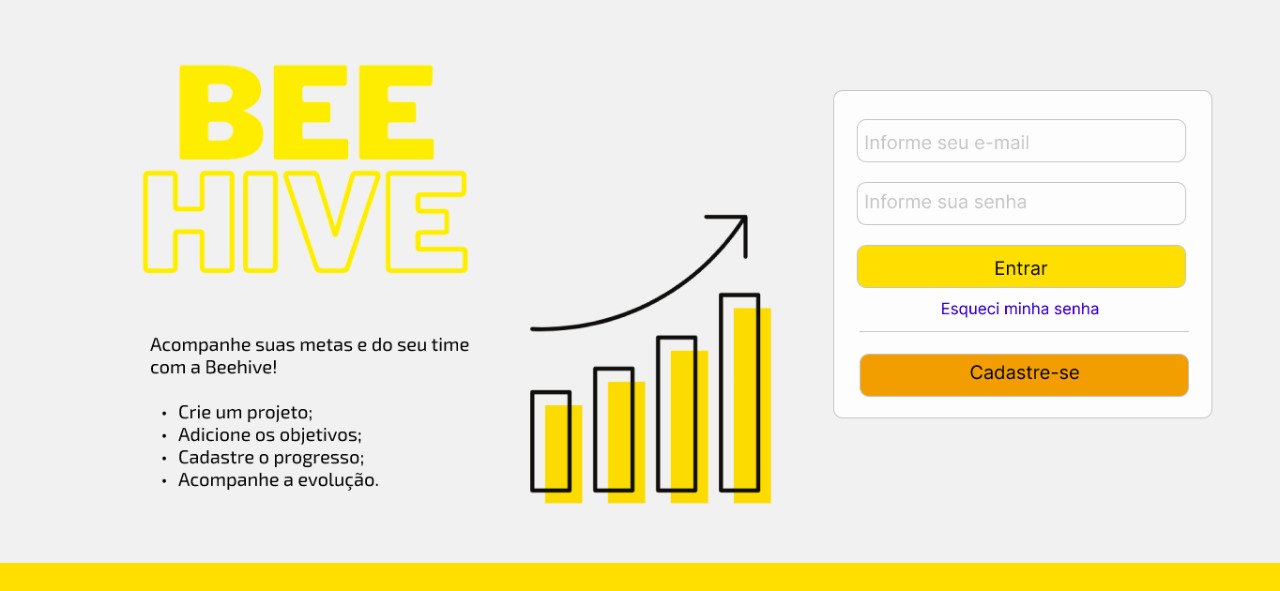 BEE
HIVE
Acompanhe suas metas e do seu time
com a Beehive!
• Crie um projeto;
• Adicione os objetivos;
• Cadastre o progresso;
• Acompanhe a evolução.
Informe seu e-mail
Informe sua senha
Entrar
Esqueci minha senha
Cadastre-se